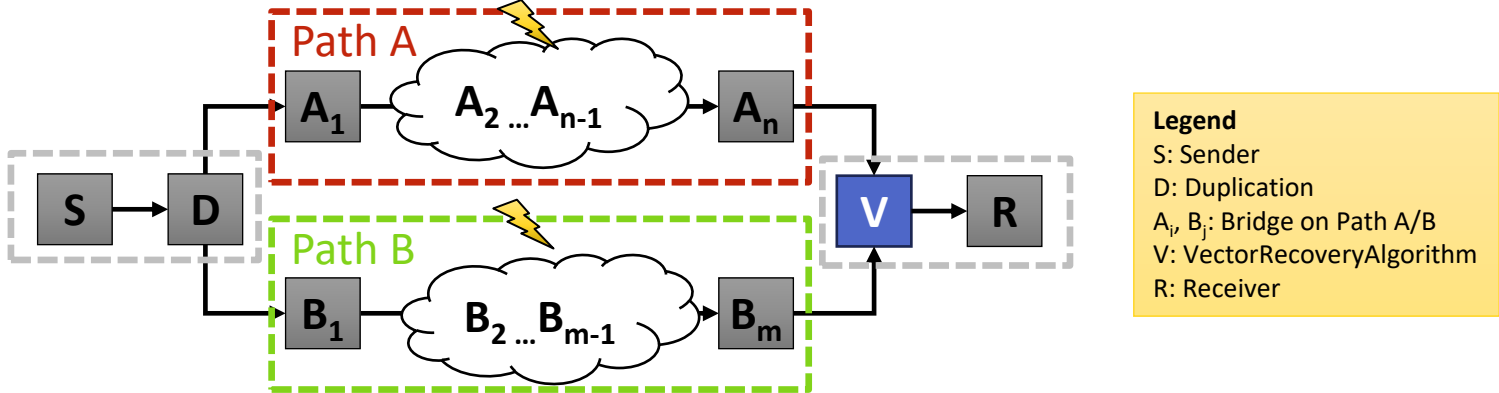 Path A
A₁
A₂ ... Aₙ₋₁
Aₙ
S
D
V
R
Path B
B₁
B₂ ... Bₘ₋₁
Bₘ
Legend
S: Sender
D: Duplication
Aᵢ, Bⱼ: Bridge on Path A/B
V: VectorRecoveryAlgorithm
R: Receiver